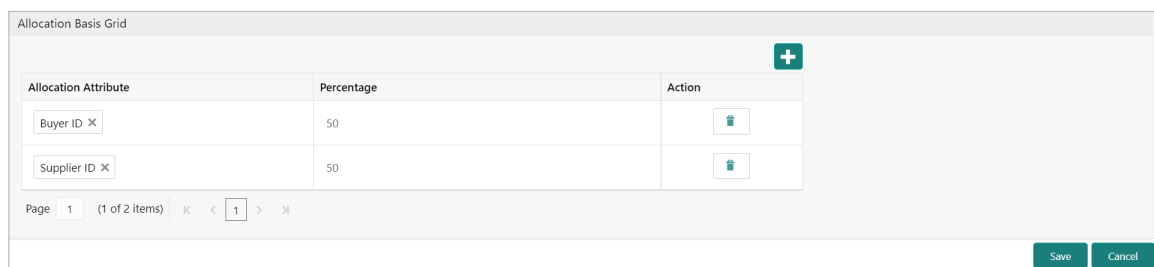 Allocation Basis Grid
Allocation Attribute Percentage Action
Buyer ID 50
Supplier ID 50
Page 1 (1 of 2 items) 1
Save Cancel